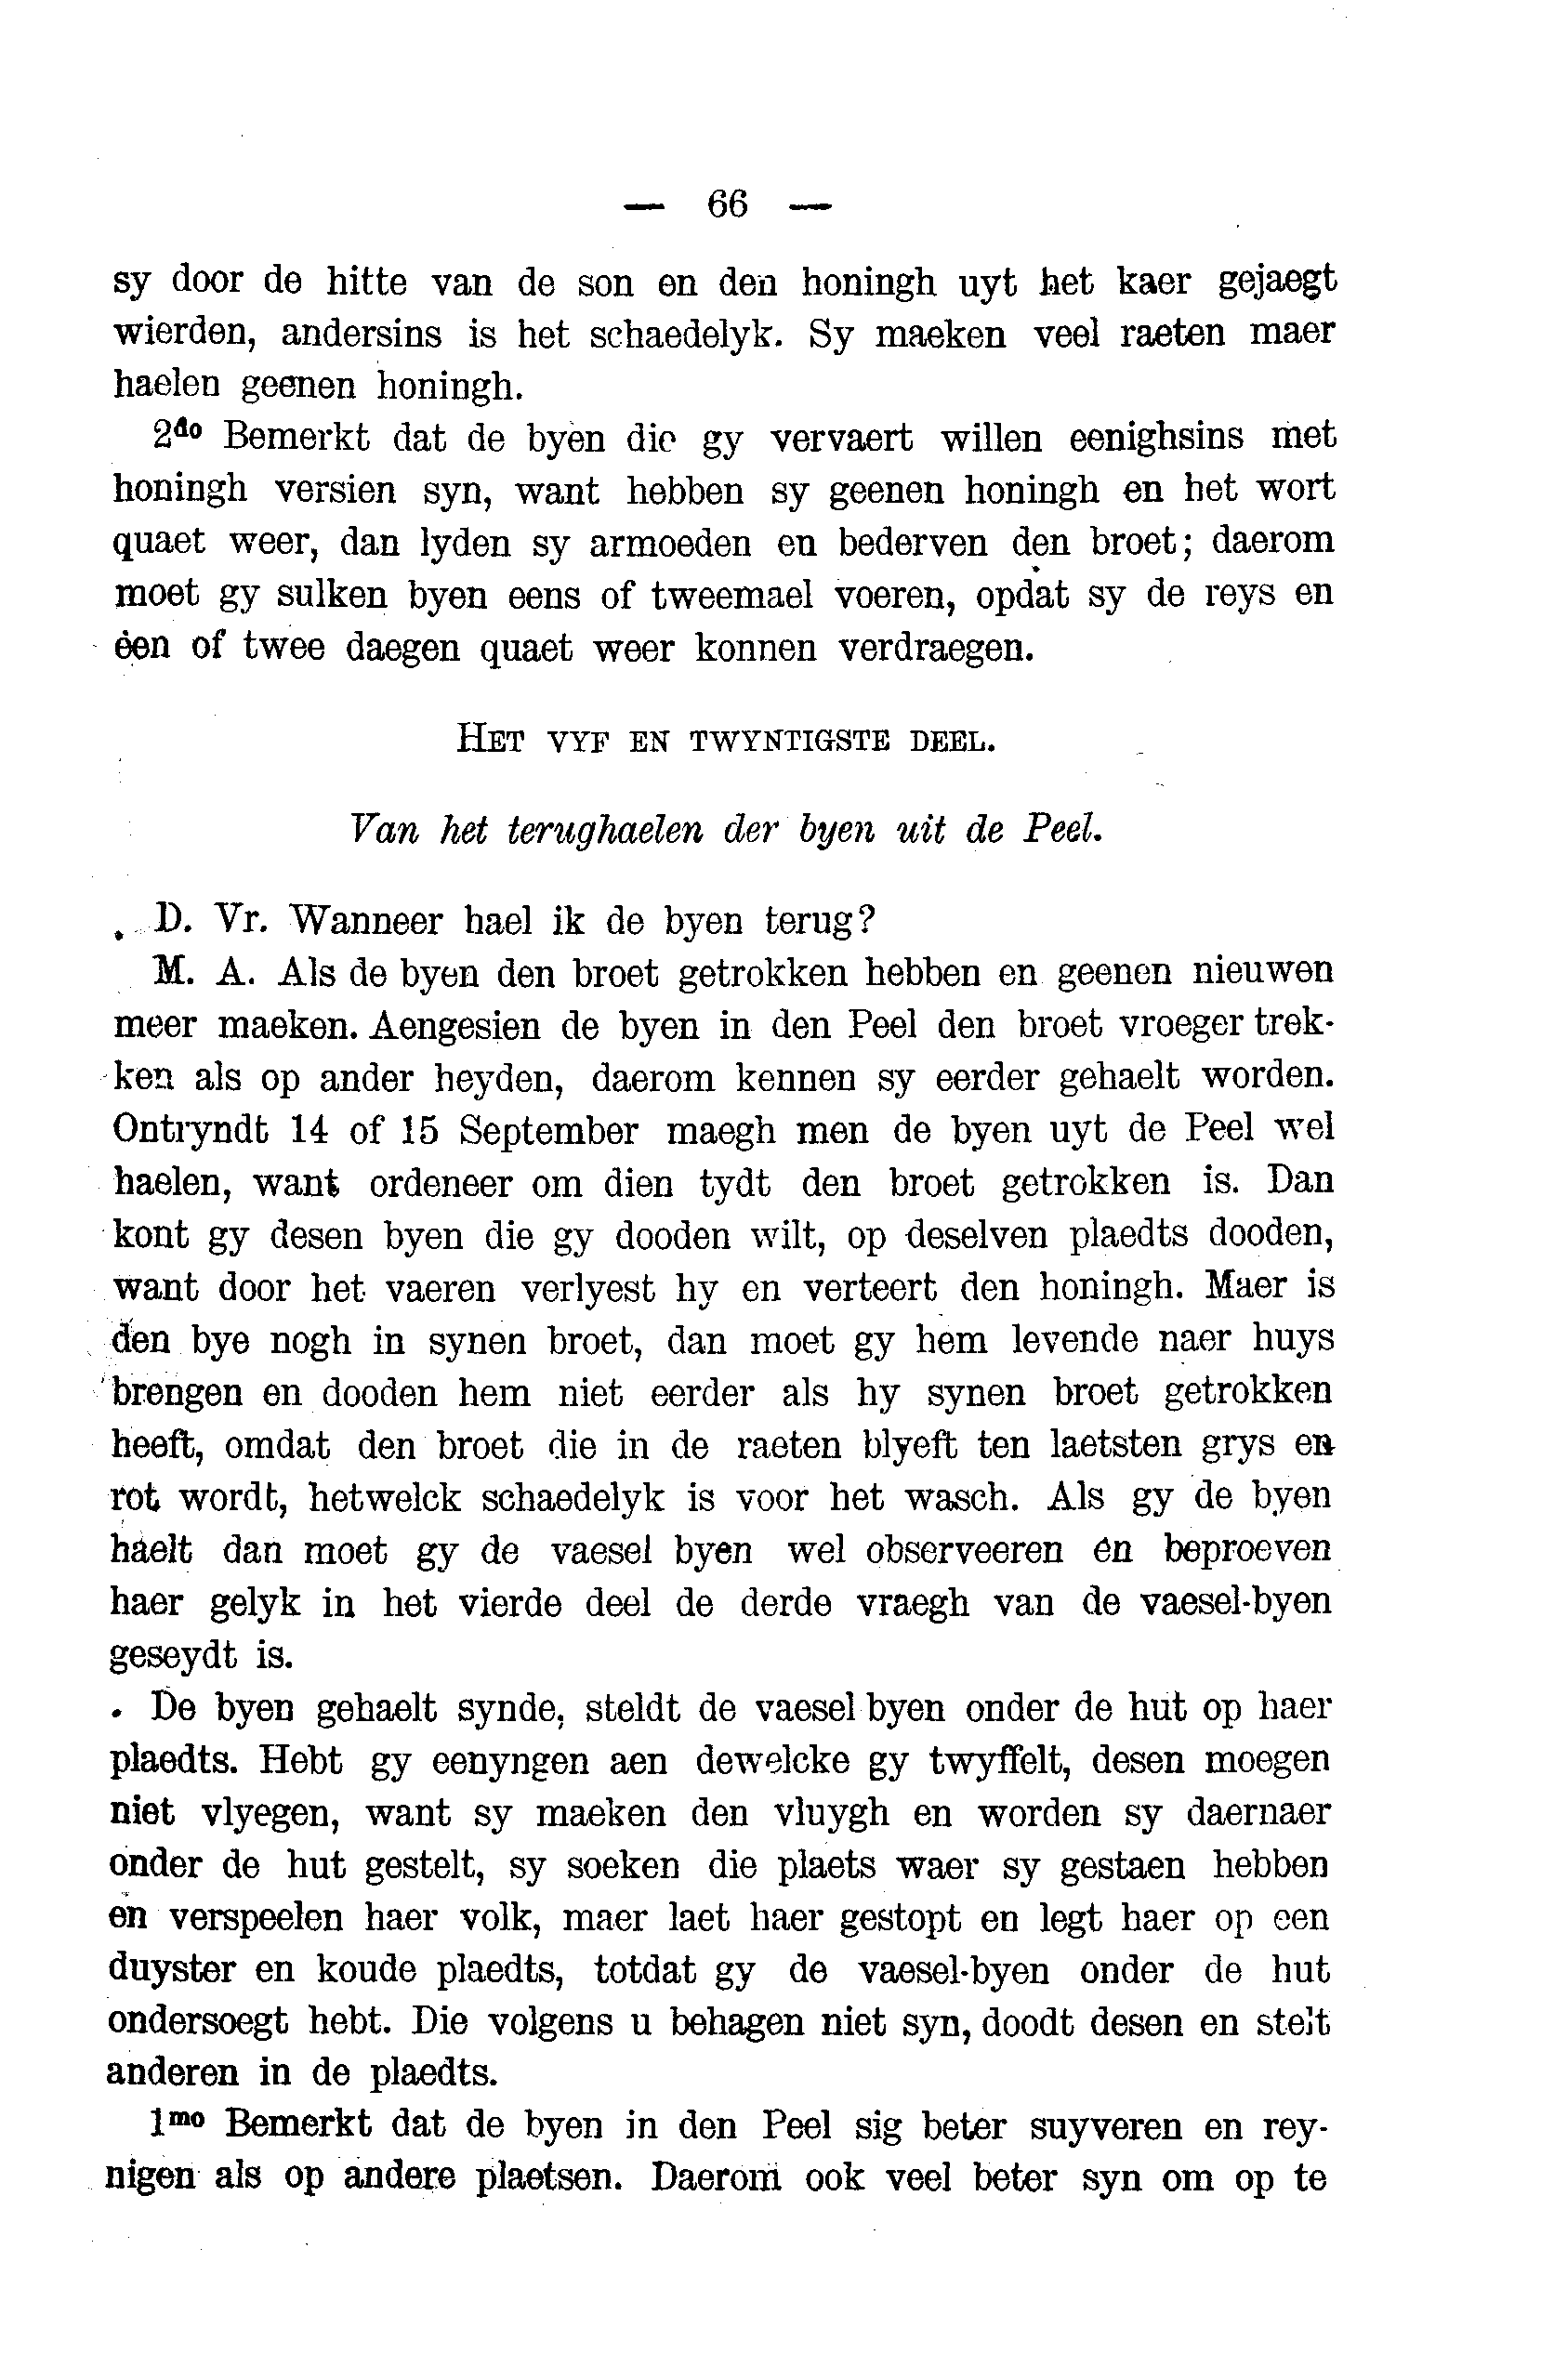 — 66 —
sy door de hitte van de son en den honingh uyt het kaer gejaegt
wierden, andersins is het schaedelyk. Sy maeken veel raeten maer
haelen geenen honingh.
2do Bemerkt dat de byen die gy vervaert willen eenighsins met
honingh versien syn, want hebben sy geenen honingh en het wort
quaet weer, dan lyden sy armoeden en bederven den broet; daerom
moet gy sulken byen eens of tweemael voeren, opdat sy de reys en
éen of twee daegen quaet weer konnen verdraegen.
HET VYF EN TWYNTIGSTE DEEL.
Van het terughaelen der byen uit de Peel.
D. Vr. Wanneer hael ik de byen terug?
M. A. Als de byen den broet getrokken hebben en geenen nieuwen
meer maeken. Aengesien de byen in den Peel den broet vroeger trek-
ken als op ander heyden, daerom kennen sy eerder gehaelt worden.
Ontryndt 14 of 15 September maegh men de byen uyt de Peel wel
haelen, want ordeneer om dien tydt den broet getrokken is. Dan
kont gy desen byen die gy dooden wilt, op deselven plaedts dooden,
want door het vaeren verlyest hy en verteert den honingh. Maer is
den bye nogh in synen broet, dan moet gy hem levende naer huys
brengen en dooden hem niet eerder als hy synen broet getrokken
heeft, omdat den broet die in de raeten blyeft ten laetsten grys en
rot wordt, hetwelck schaedelyk is voor het wasch. Als gy de byen
haelt dan moet gy de vaesel byen wel observeeren en beproeven
haer gelyk in het vierde deel de derde vraegh van de vaesel-byen
geseydt is.
De byen gehaelt synde, steldt de vaesel byen onder de hut op haer
plaedts. Hebt gy eenyngen aen dewelcke gy twyffelt, desen moegen
niet vlyegen, want sy maeken den vluygh en worden sy daernaer
onder de hut gestelt, sy soeken die plaets waer sy gestaen hebben
en verspeelen haer volk, maer laet haer gestopt en legt haer op een
duyster en koude plaedts, totdat gy de vaesel-byen onder de hut
ondersoegt hebt. Die volgens u behagen niet syn, doodt desen en stelt
anderen in de plaedts.
1mo Bemerkt dat de byen in den Peel sig beter suyveren en rey-
nigen als op andere plaetsen. Daerom ook veel beter syn om op te